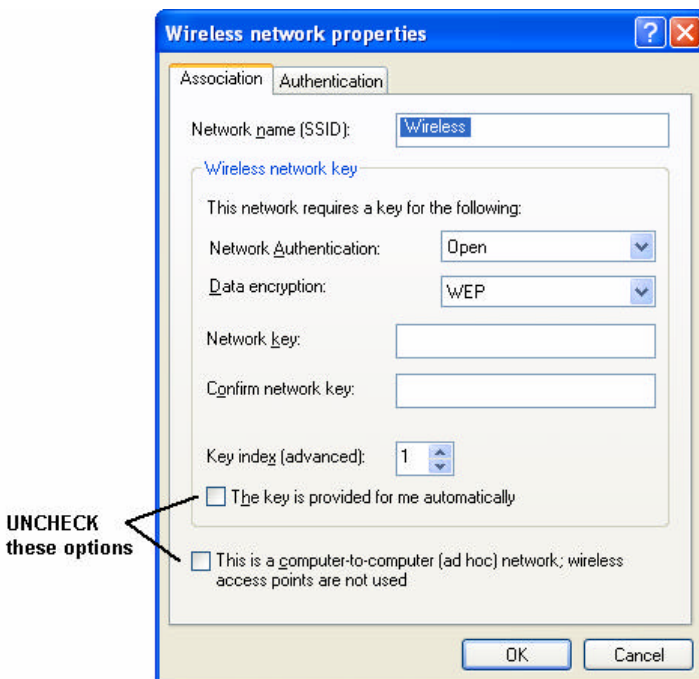 Wireless network properties
Association Authentication
Network name (SSID): Wireless
Wireless network key
This network requires a key for the following:
Network Authentication: Open
Data encryption: WEP
Network key:
Confirm network key:
Key index (advanced): 1
The key is provided for me automatically
UNCHECK
these options
This is a computer-to-computer (ad hoc) network; wireless
access points are not used
OK Cancel